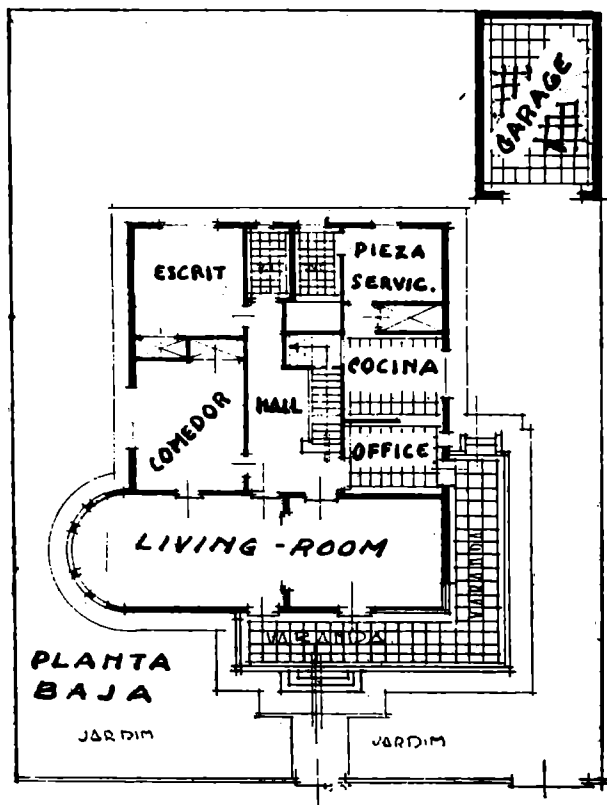 GARAGE
ESCRIT
PIEZA
SERVIC.
COCINA
HALL
COMEDOR
OFFICE
LIVING-ROOM
VARANDA
VARANDA
PLANTA
BAJA
JARDIM
JARDIM